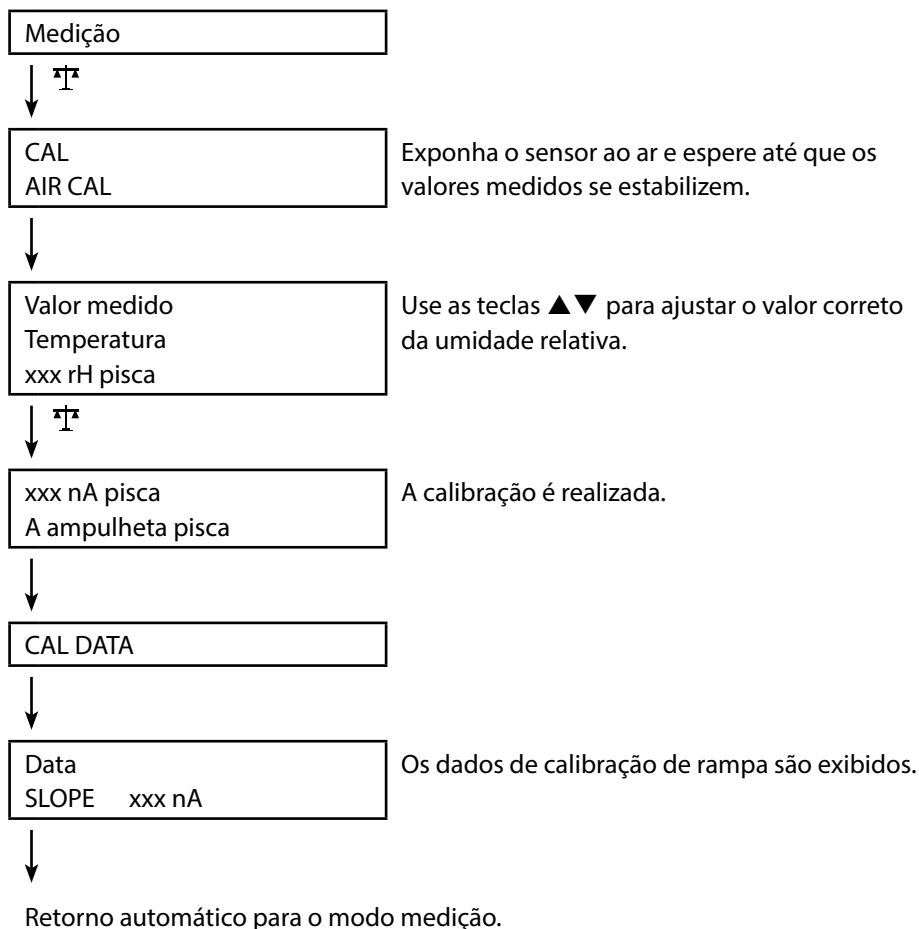 Medição
CAL
AIR CAL
Exponha o sensor ao ar e espere até que os
valores medidos se estabilizem.
Valor medido
Temperatura
xxx rH pisca
Use as teclas ▲▼ para ajustar o valor correto
da umidade relativa.
xxx nA pisca
A ampulheta pisca
A calibração é realizada.
CAL DATA
Data
SLOPE xxx nA
Os dados de calibração de rampa são exibidos.
Retorno automático para o modo medição.